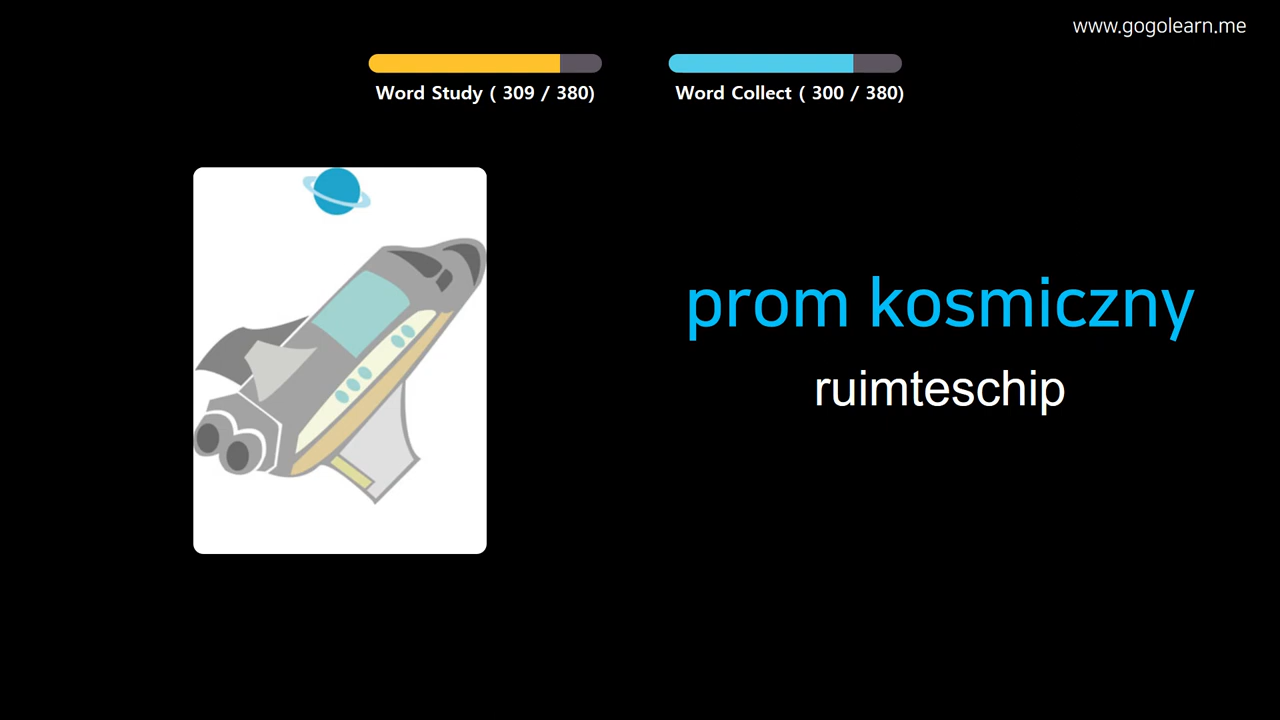 www.gogolearn.me
Word Study ( 309 / 380)
Word Collect ( 300 / 380)
prom kosmiczny
ruimteschip